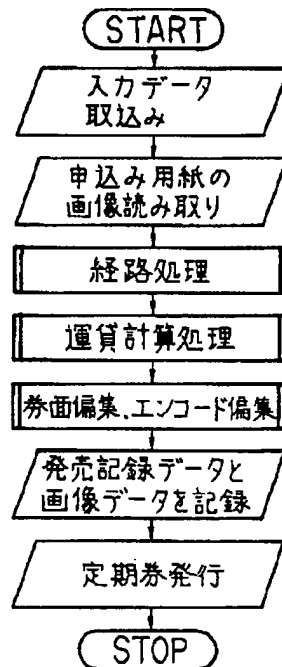 START
入力データ
取込み
申込み用紙の
画像読み取り
経路処理
運賃計算処理
券面偏集、エンコード偏集
発売記録データと
画像データを記録
定期券発行
STOP